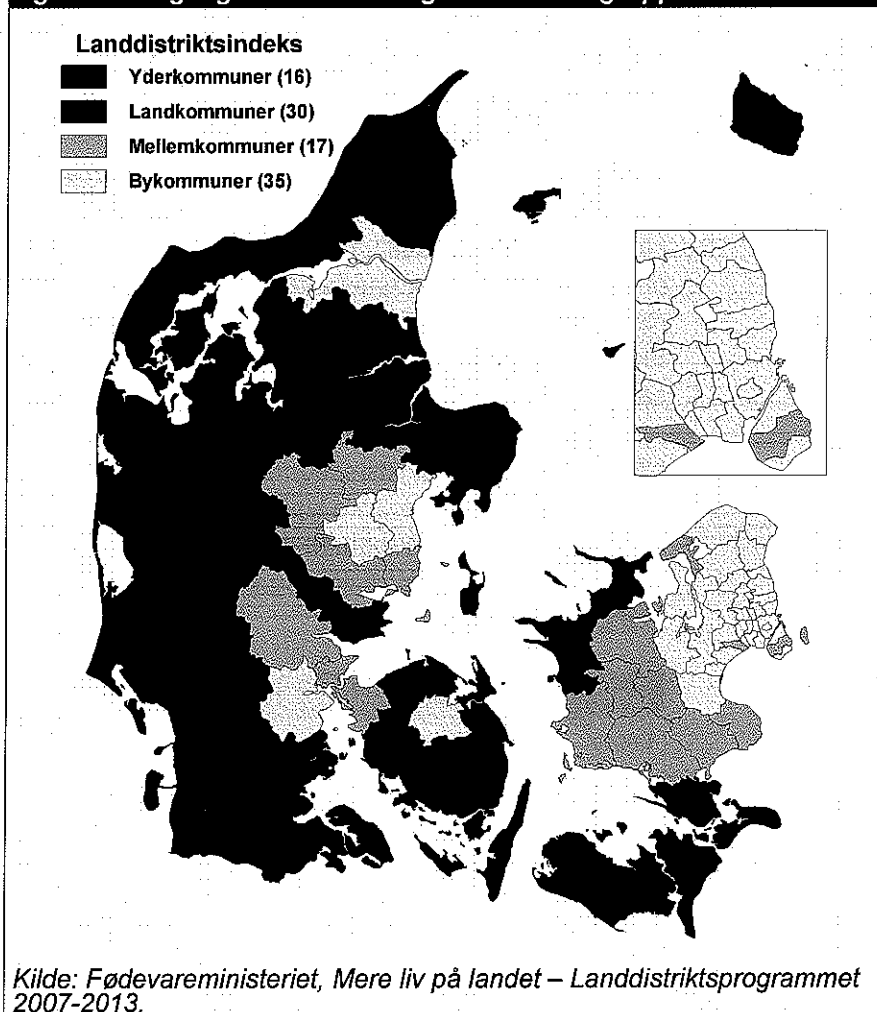 Landdistriktsindeks
Yderkommuner (16)
Landkommuner (30)
Mellemkommuner (17)
Bykommuner (35)
Kilde: Fødevareministeriet, Mere liv på landet – Landdistriktsprogrammet
2007-2013.